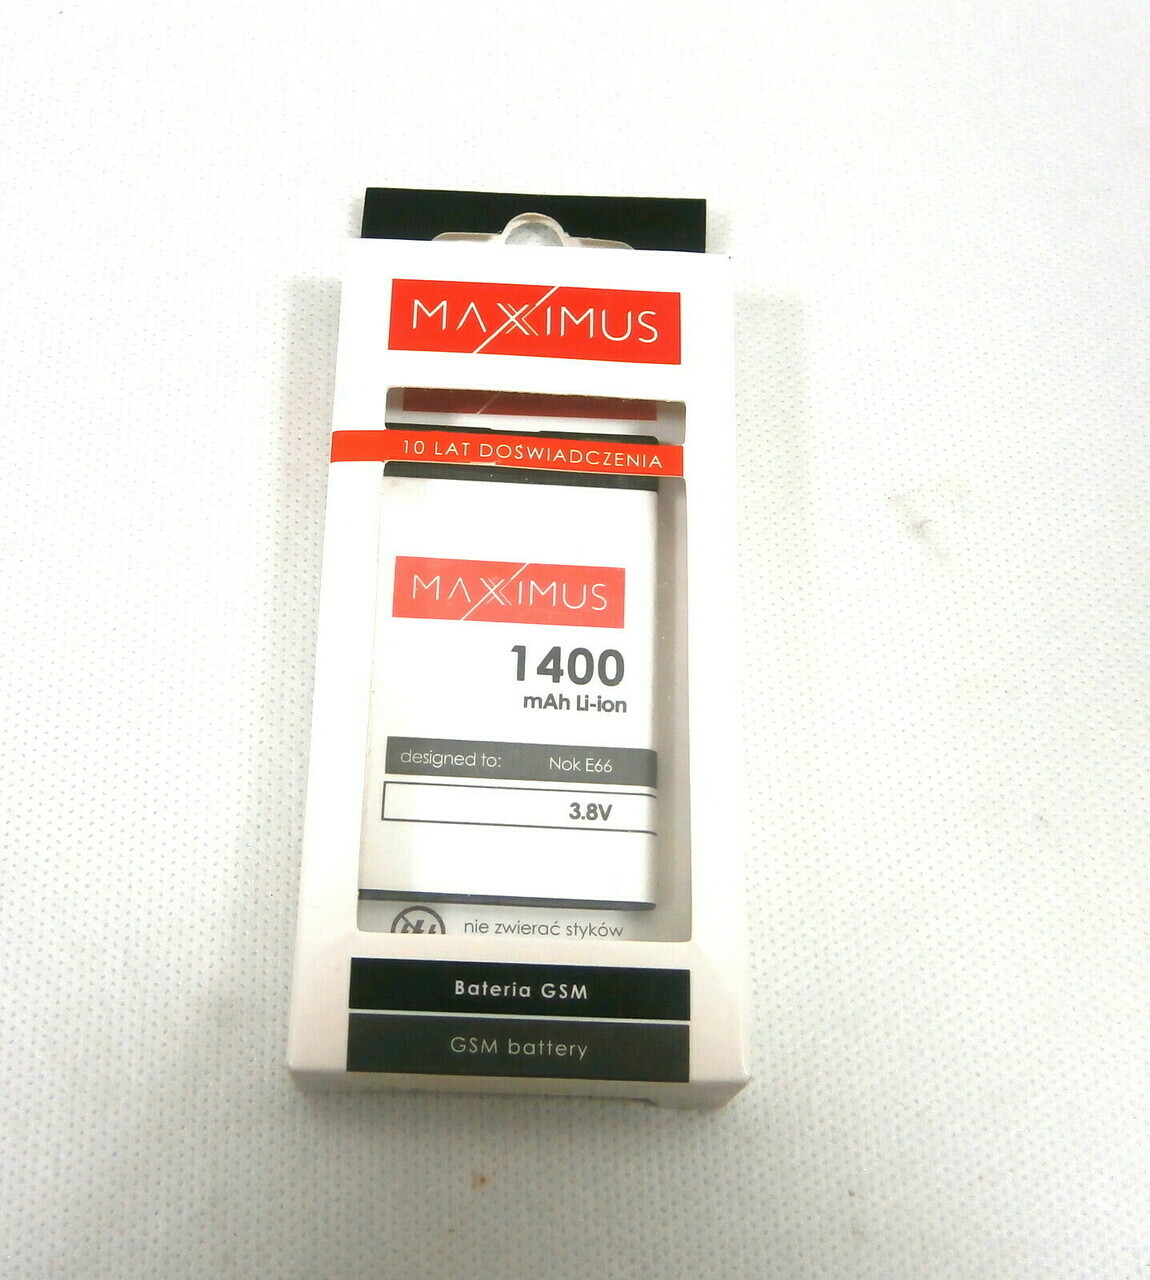 MAXXIMUS
10 LAT DOŚWIADCZENIA
MAXXIMUS
1400
mAh Li-ion
designed to: Nok E66
3.8V
nie zwierać styków
Bateria GSM
GSM battery